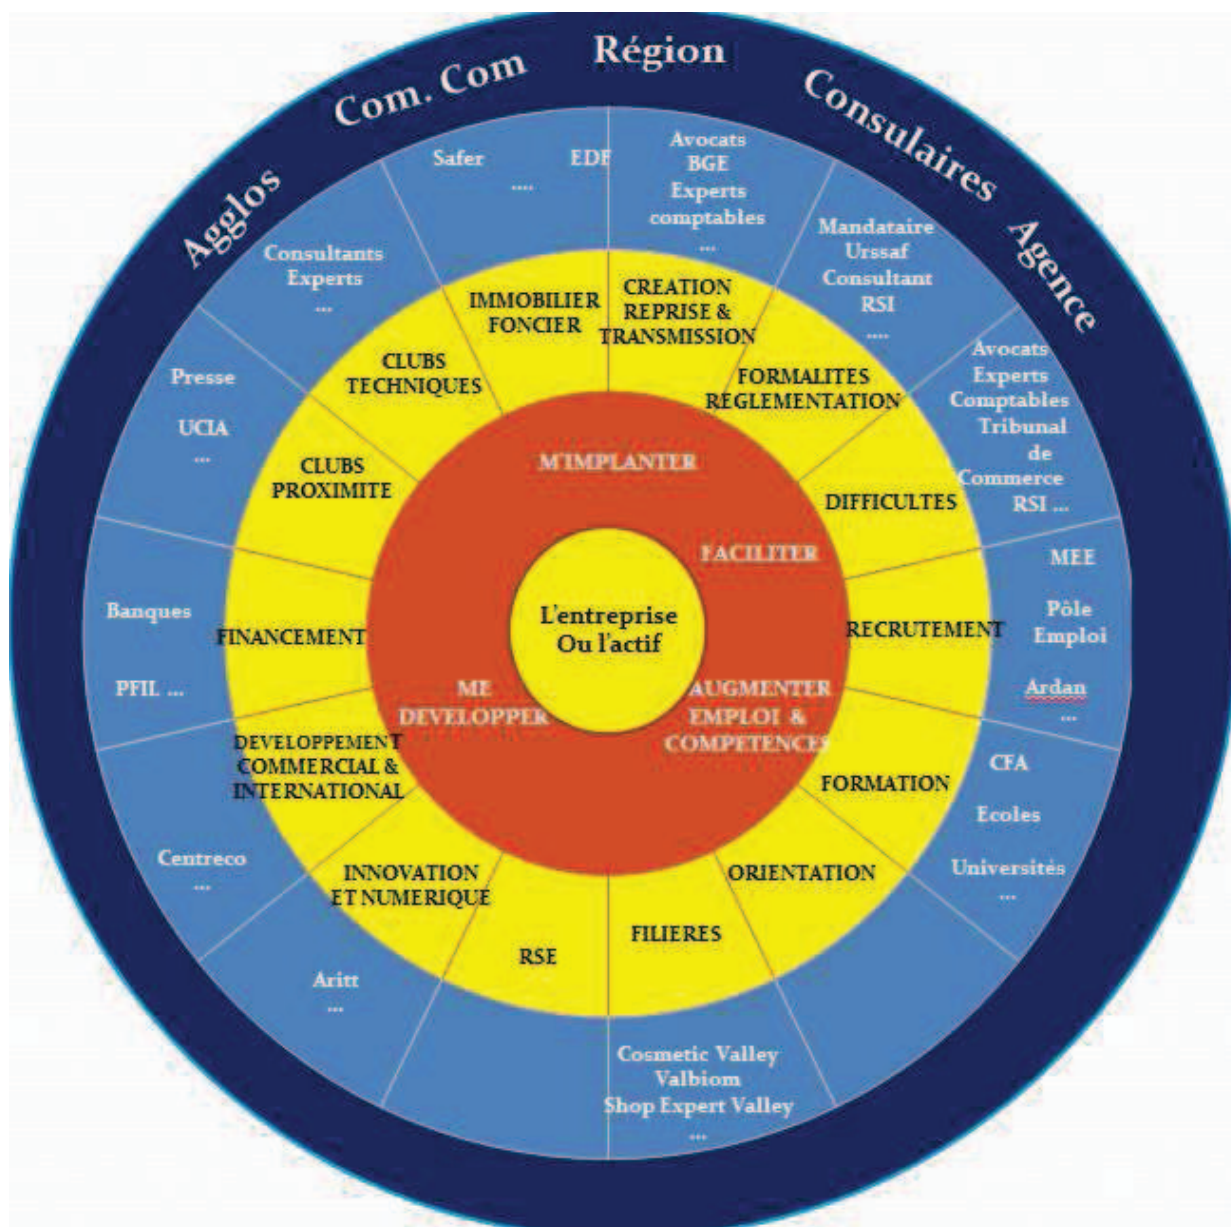 Région
Com. Com
Consulaires
Agglos
Agence
Safer
EDF
....
Avocats
BGE
Experts
comptables
...
Mandataire
Urssaf
Consultant
RSI
....
Consultants
Experts
...
Avocats
Experts
Comptables
Tribunal
de
Commerce
RSI ...
Presse
UCIA
...
MEE
Pôle
Emploi
Ardan
...
Banques
PFIL ...
CFA
Ecoles
Universités
...
Centreco
...
Aritt
...
Cosmetic Valley
Valbiom
Shop Expert Valley
...
IMMOBILIER
FONCIER
CREATION
REPRISE &
TRANSMISSION
CLUBS
TECHNIQUES
FORMALITES
RÉGLEMENTATION
CLUBS
PROXIMITE
DIFFICULTES
FINANCEMENT
RECRUTEMENT
DEVELOPPEMENT
COMMERCIAL &
INTERNATIONAL
FORMATION
INNOVATION
ET NUMERIQUE
ORIENTATION
RSE
FILIERES
M'IMPLANTER
FACILITER
ME
DEVELOPPER
AUGMENTER
EMPLOI &
COMPETENCES
L'entreprise
Ou l'actif